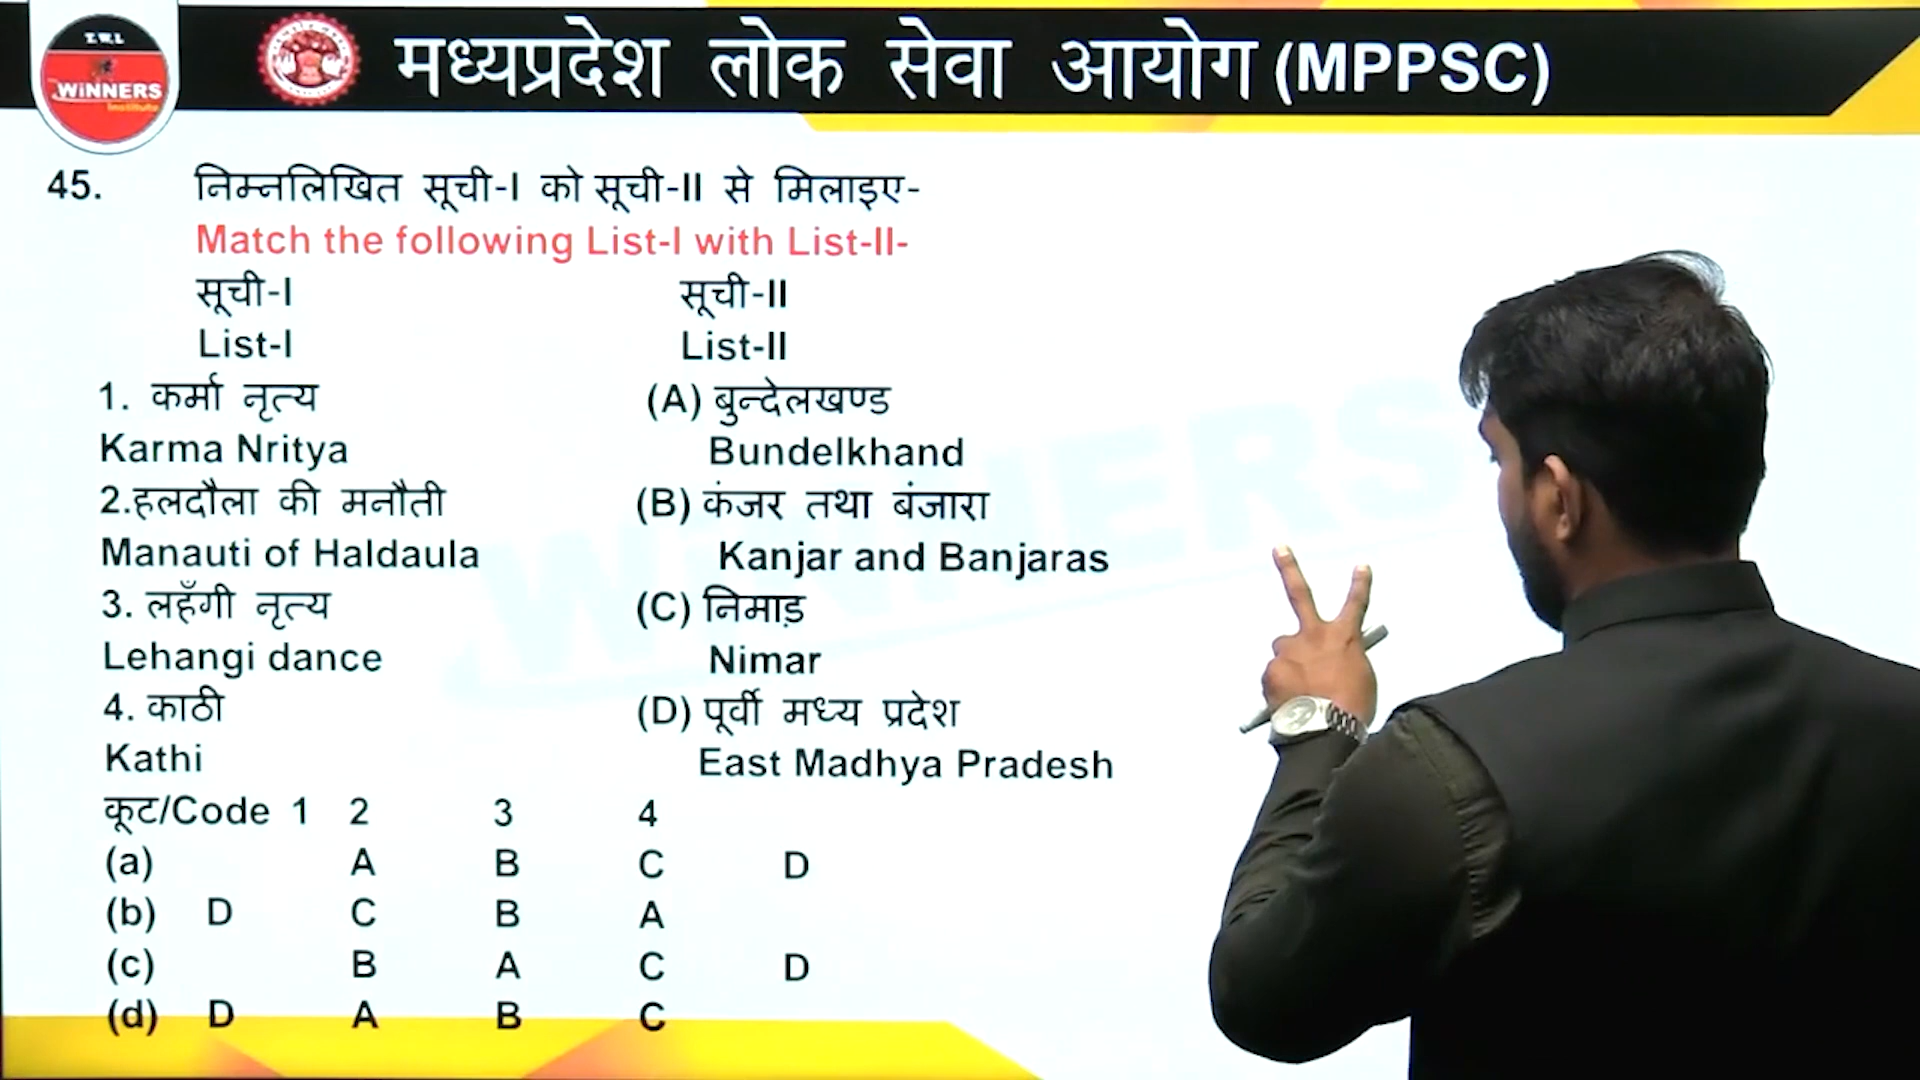 T.W.I.
WiNNERS
Institute
मध्यप्रदेश लोक सेवा आयोग (MPPSC)
45. निम्नलिखित सूची-I को सूची-II से मिलाइए-
Match the following List-I with List-II-
सूची-I सूची-II
List-I List-II
1. कर्मा नृत्य (A) बुन्देलखण्ड
Karma Nritya Bundelkhand
2.हलदौला की मनौती (B) कंजर तथा बंजारा
Manauti of Haldaula Kanjar and Banjaras
3. लहँगी नृत्य (C) निमाड़
Lehangi dance Nimar
4. काठी (D) पूर्वी मध्य प्रदेश
Kathi East Madhya Pradesh
कूट/Code 1 2 3 4
(a) A B C D
(b) D C B A
(c) B A C D
(d) D A B C
WiNNERS